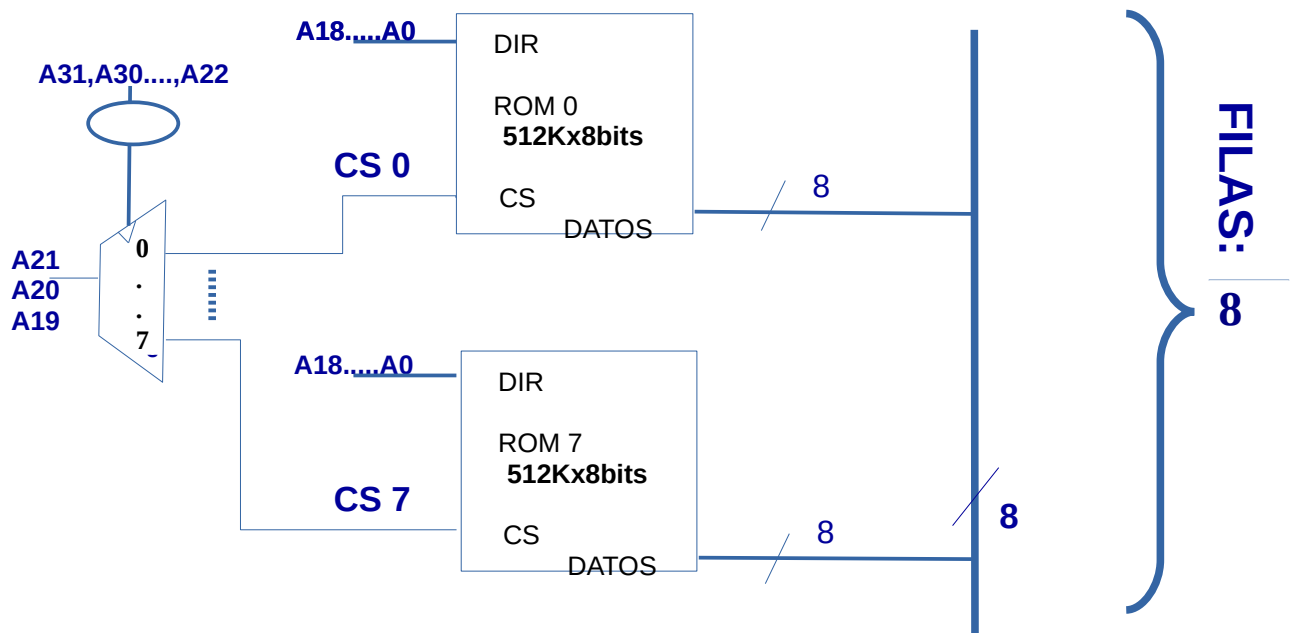 A18.....A0
DIR
A31,A30....,A22
ROM 0
512Kx8bits
CS 0
CS
8
DATOS
A21
A20
A19
0
.
.
7
A18.....A0
DIR
ROM 7
512Kx8bits
CS 7
CS
8
DATOS
8
FILAS:
8